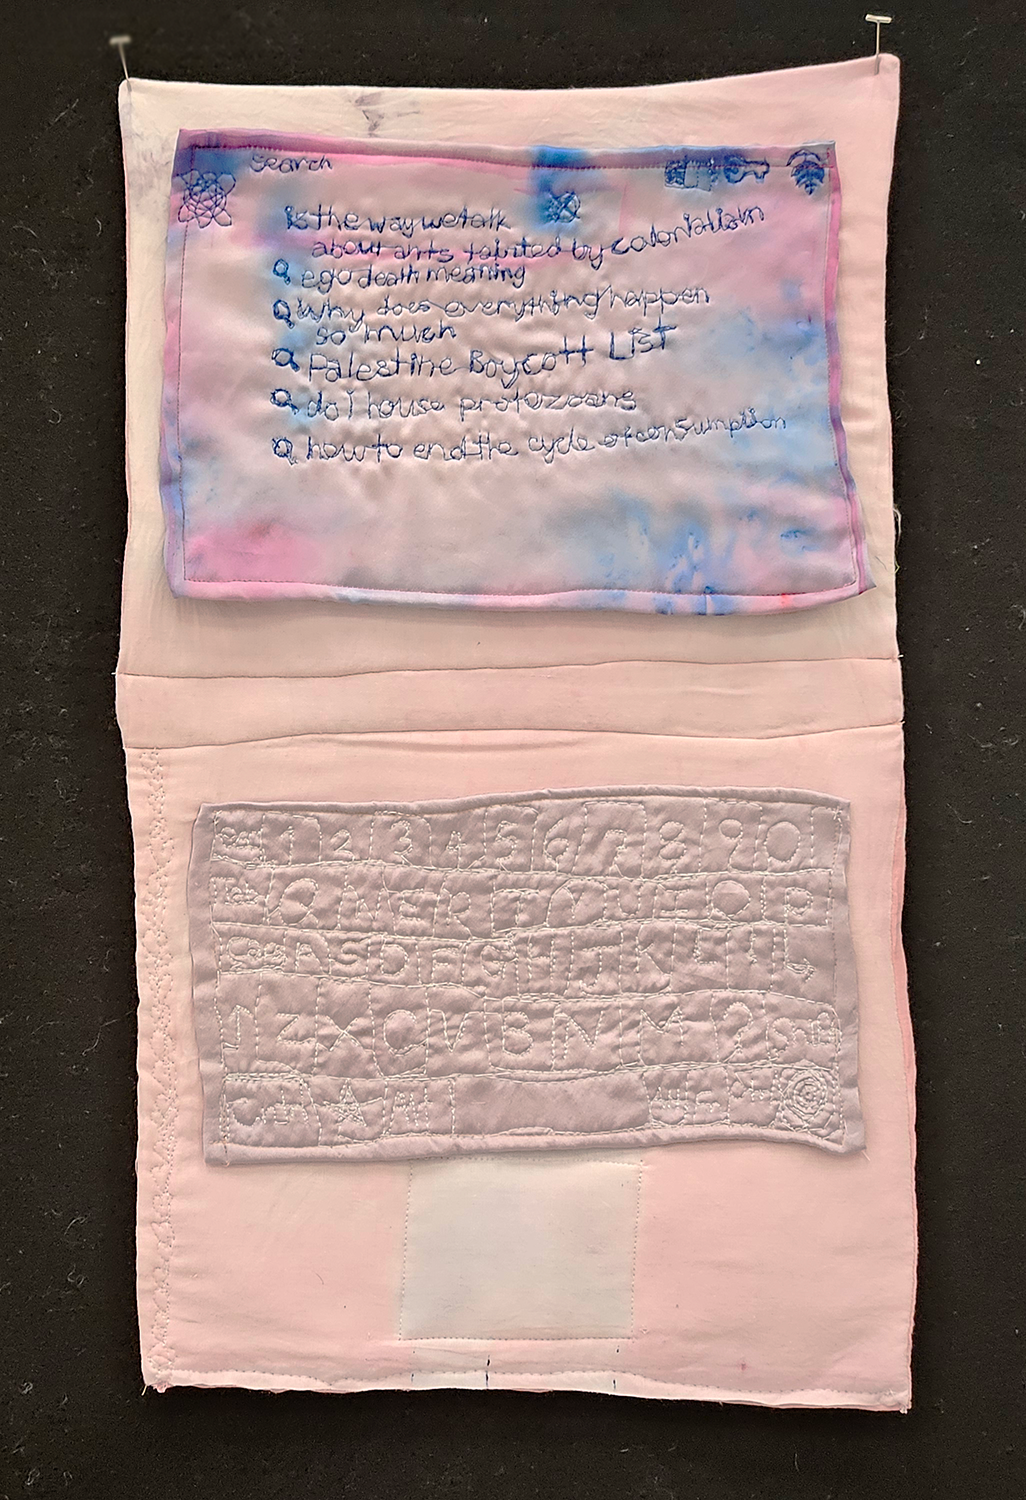 Search
is the way we talk
about arts tainted by colonialism
ego death meaning
Why does everything happen
so much
Palestine Boycott List
do I house protozoans
how to end the cycle of consumption
1 2 3 4 5 6 7 8 9 0
Tab Q W E R T Y U O P
A S D F G H J K L
Z X C V B N M ?